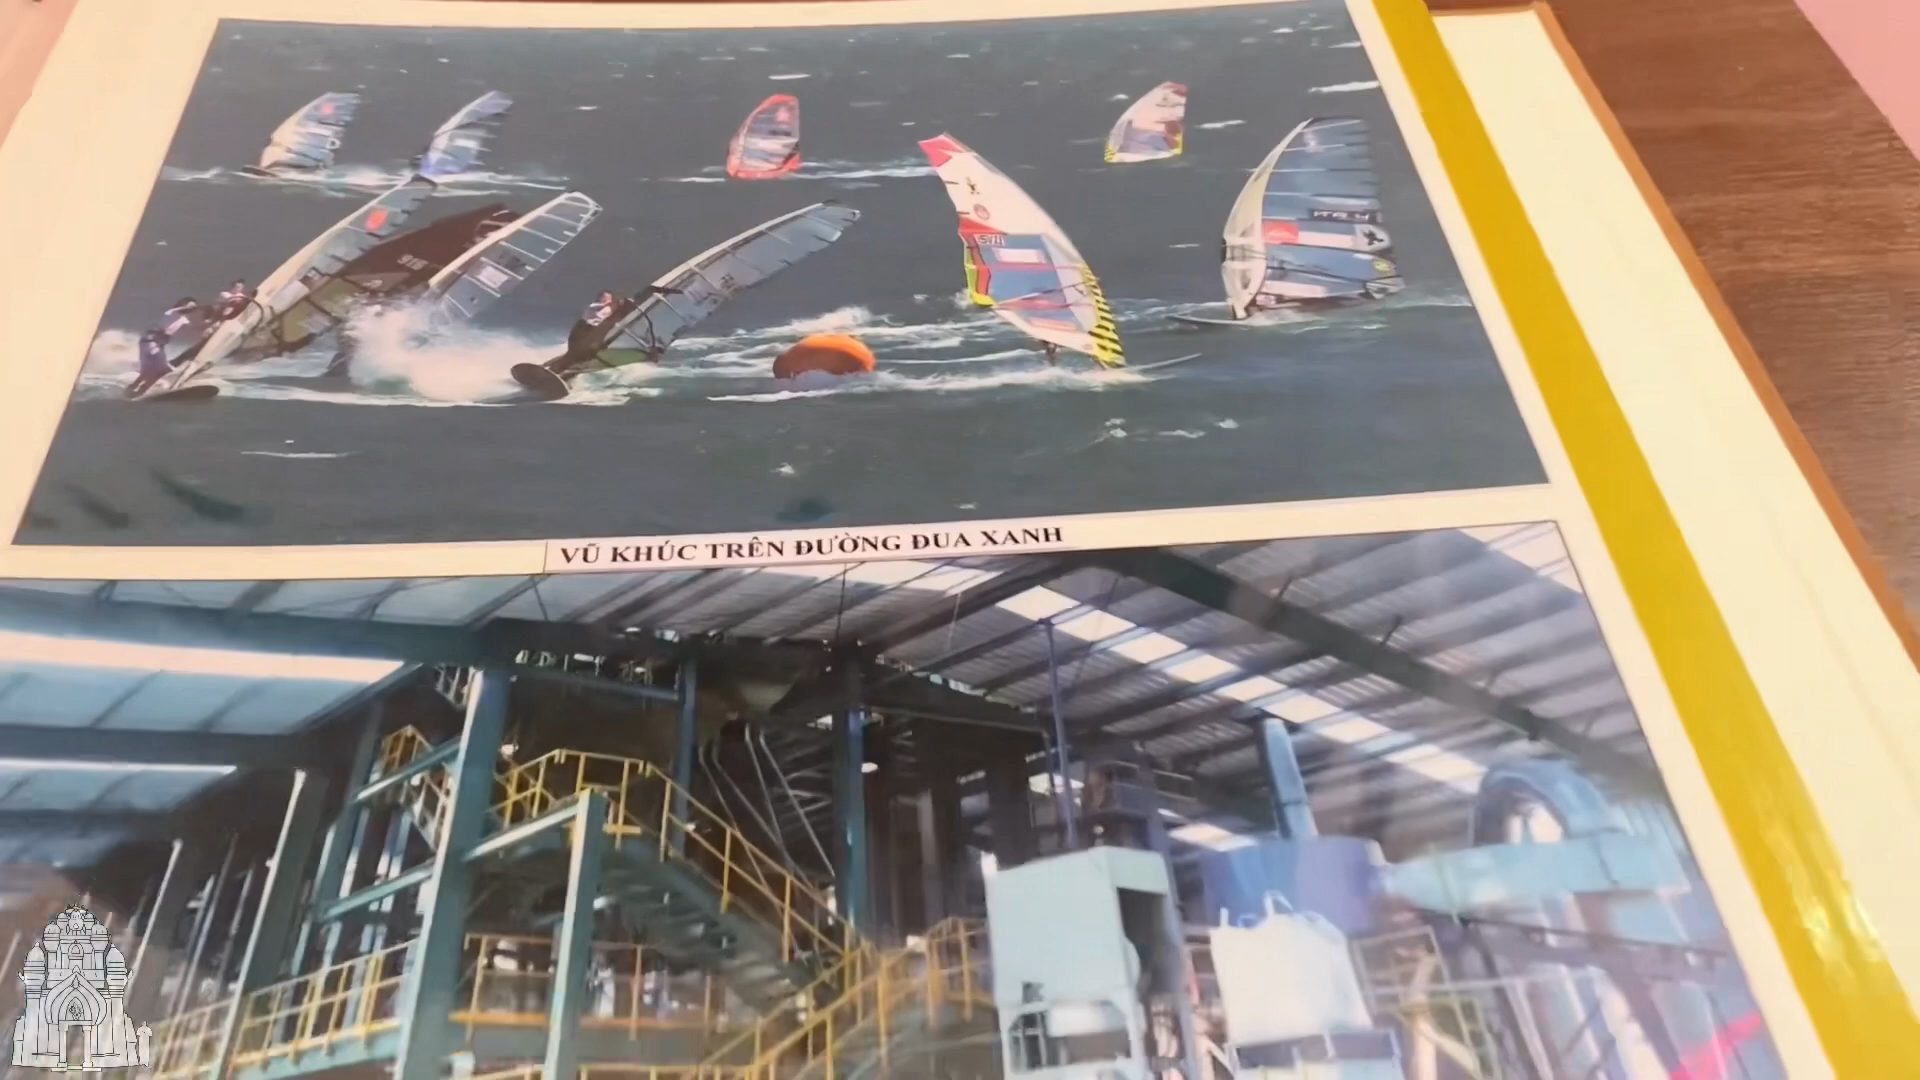 VŨ KHÚC TRÊN ĐƯỜNG ĐUA XANH